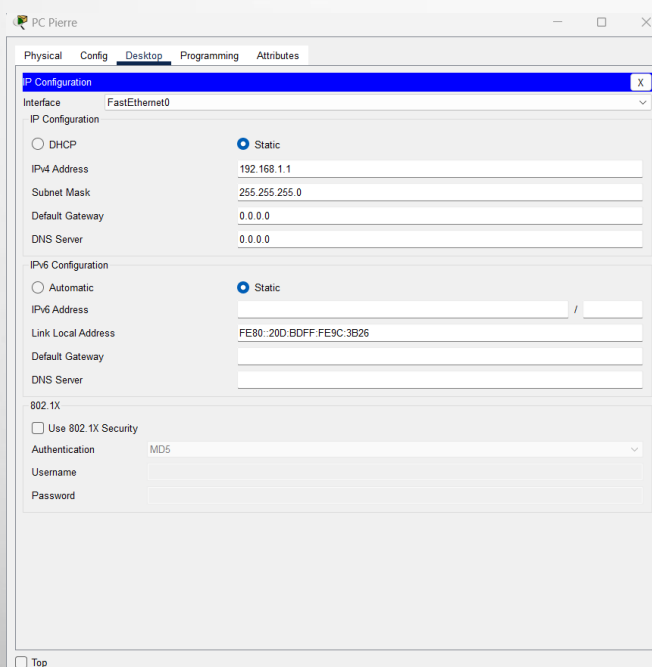 PC Pierre
Physical Config Desktop Programming Attributes
IP Configuration X
Interface FastEthernet0
IP Configuration
DHCP Static
IPv4 Address 192.168.1.1
Subnet Mask 255.255.255.0
Default Gateway 0.0.0.0
DNS Server 0.0.0.0
IPv6 Configuration
Automatic Static
IPv6 Address /
Link Local Address FE80::20D:BDFF:FE9C:3B26
Default Gateway
DNS Server
802.1X
Use 802.1X Security
Authentication MD5
Username
Password
Top